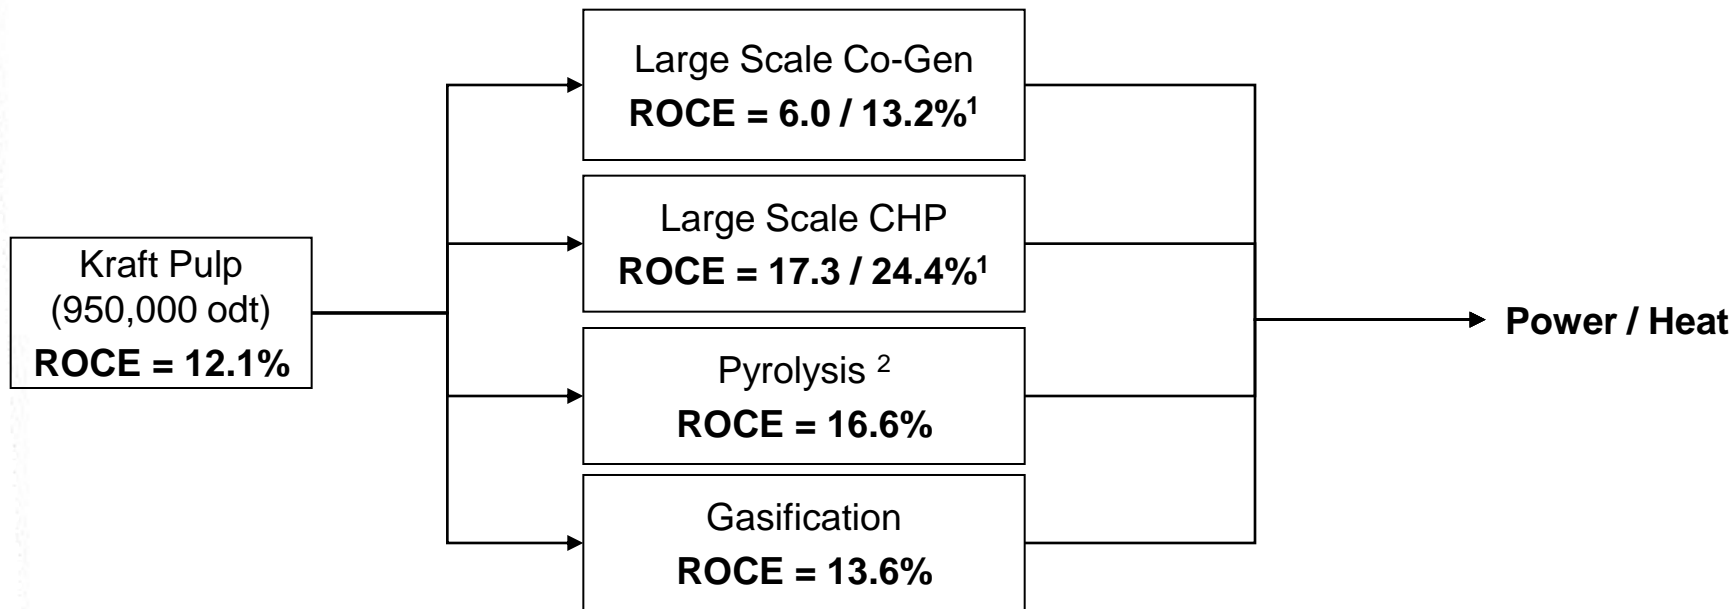 Large Scale Co-Gen
ROCE = 6.0 / 13.2%¹
Large Scale CHP
ROCE = 17.3 / 24.4%¹
Kraft Pulp
(950,000 odt)
ROCE = 12.1%
Power / Heat
Pyrolysis ²
ROCE = 16.6%
Gasification
ROCE = 13.6%